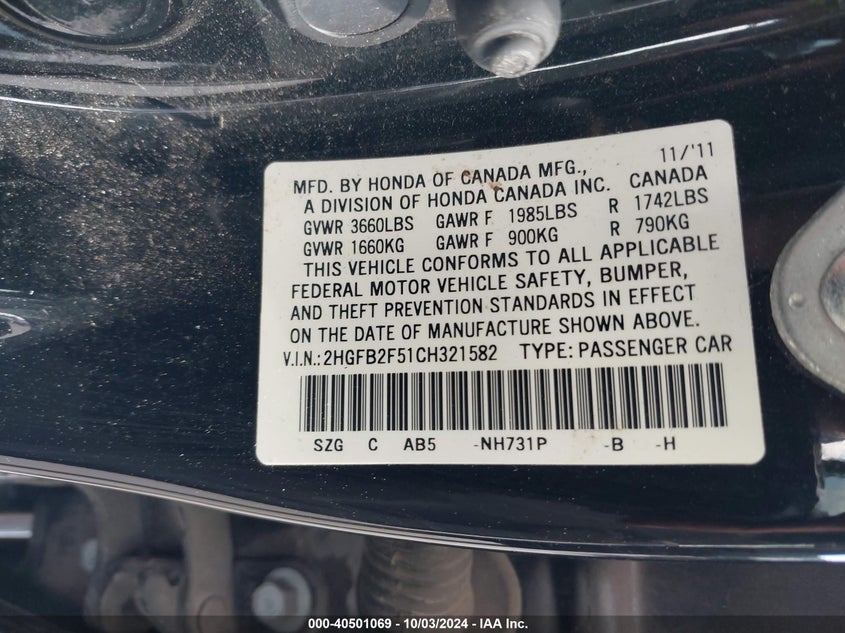 11/'11
MFD. BY HONDA OF CANADA MFG.,
A DIVISION OF HONDA CANADA INC. CANADA
GVWR 3660LBS GAWR F 1985LBS R 1742LBS
GVWR 1660KG GAWR F 900KG R 790KG
THIS VEHICLE CONFORMS TO ALL APPLICABLE
FEDERAL MOTOR VEHICLE SAFETY, BUMPER,
AND THEFT PREVENTION STANDARDS IN EFFECT
ON THE DATE OF MANUFACTURE SHOWN ABOVE.
V.I.N.:2HGFB2F51CH321582 TYPE:PASSENGER CAR
SZG C AB5 -NH731P -B -H
000-40501069 - 10/03/2024 - IAA Inc.